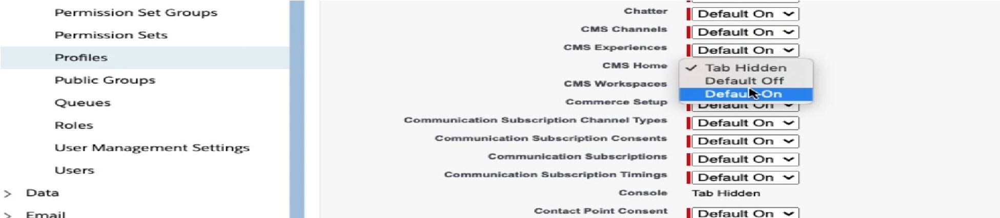 Permission Set Groups
Permission Sets
Profiles
Public Groups
Queues
Roles
User Management Settings
Users
Data
Email
Chatter Default On
CMS Channels Default On
CMS Experiences Default On
CMS Home Tab Hidden
Default Off
CMS Workspaces Default On
Commerce Setup Default On
Communication Subscription Channel Types Default On
Communication Subscription Consents Default On
Communication Subscriptions Default On
Communication Subscription Timings Default On
Console Tab Hidden
Contact Point Consent Default On